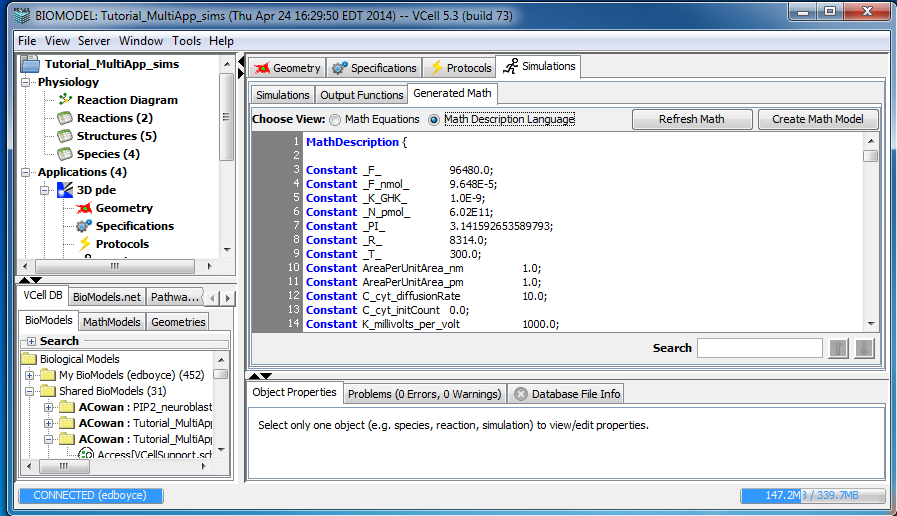 BIOMODEL: Tutorial_MultiApp_sims (Thu Apr 24 16:29:50 EDT 2014) -- VCell 5.3 (build 73)
File View Server Window Tools Help
Tutorial_MultiApp_sims
Physiology
Reaction Diagram
Reactions (2)
Structures (5)
Species (4)
Applications (4)
3D pde
Geometry
Specifications
Protocols
VCell DB BioModels.net Pathwa...
BioModels MathModels Geometries
Search
Biological Models
My BioModels (edboyce) (452)
Shared BioModels (31)
ACowan : PIP2_neuroblast
ACowan : Tutorial_MultiAp
ACowan : Tutorial_MultiAp
Access[VCellSupport.sc
Geometry Specifications Protocols Simulations
Simulations Output Functions Generated Math
Choose View: Math Equations Math Description Language Refresh Math Create Math Model
1 MathDescription {
2
3 Constant _F_ 96480.0;
4 Constant _F_nmol_ 9.648E-5;
5 Constant _K_GHK_ 1.0E-9;
6 Constant _N_pmol_ 6.02E11;
7 Constant _PI_ 3.141592653589793;
8 Constant _R_ 8314.0;
9 Constant _T_ 300.0;
10 Constant AreaPerUnitArea_nm 1.0;
11 Constant AreaPerUnitArea_pm 1.0;
12 Constant C_cyt_diffusionRate 10.0;
13 Constant C_cyt_initCount 0.0;
14 Constant K_millivolts_per_volt 1000.0;
Search
Object Properties Problems (0 Errors, 0 Warnings) Database File Info
Select only one object (e.g. species, reaction, simulation) to view/edit properties.
CONNECTED (edboyce)
147.2MB / 339.7MB